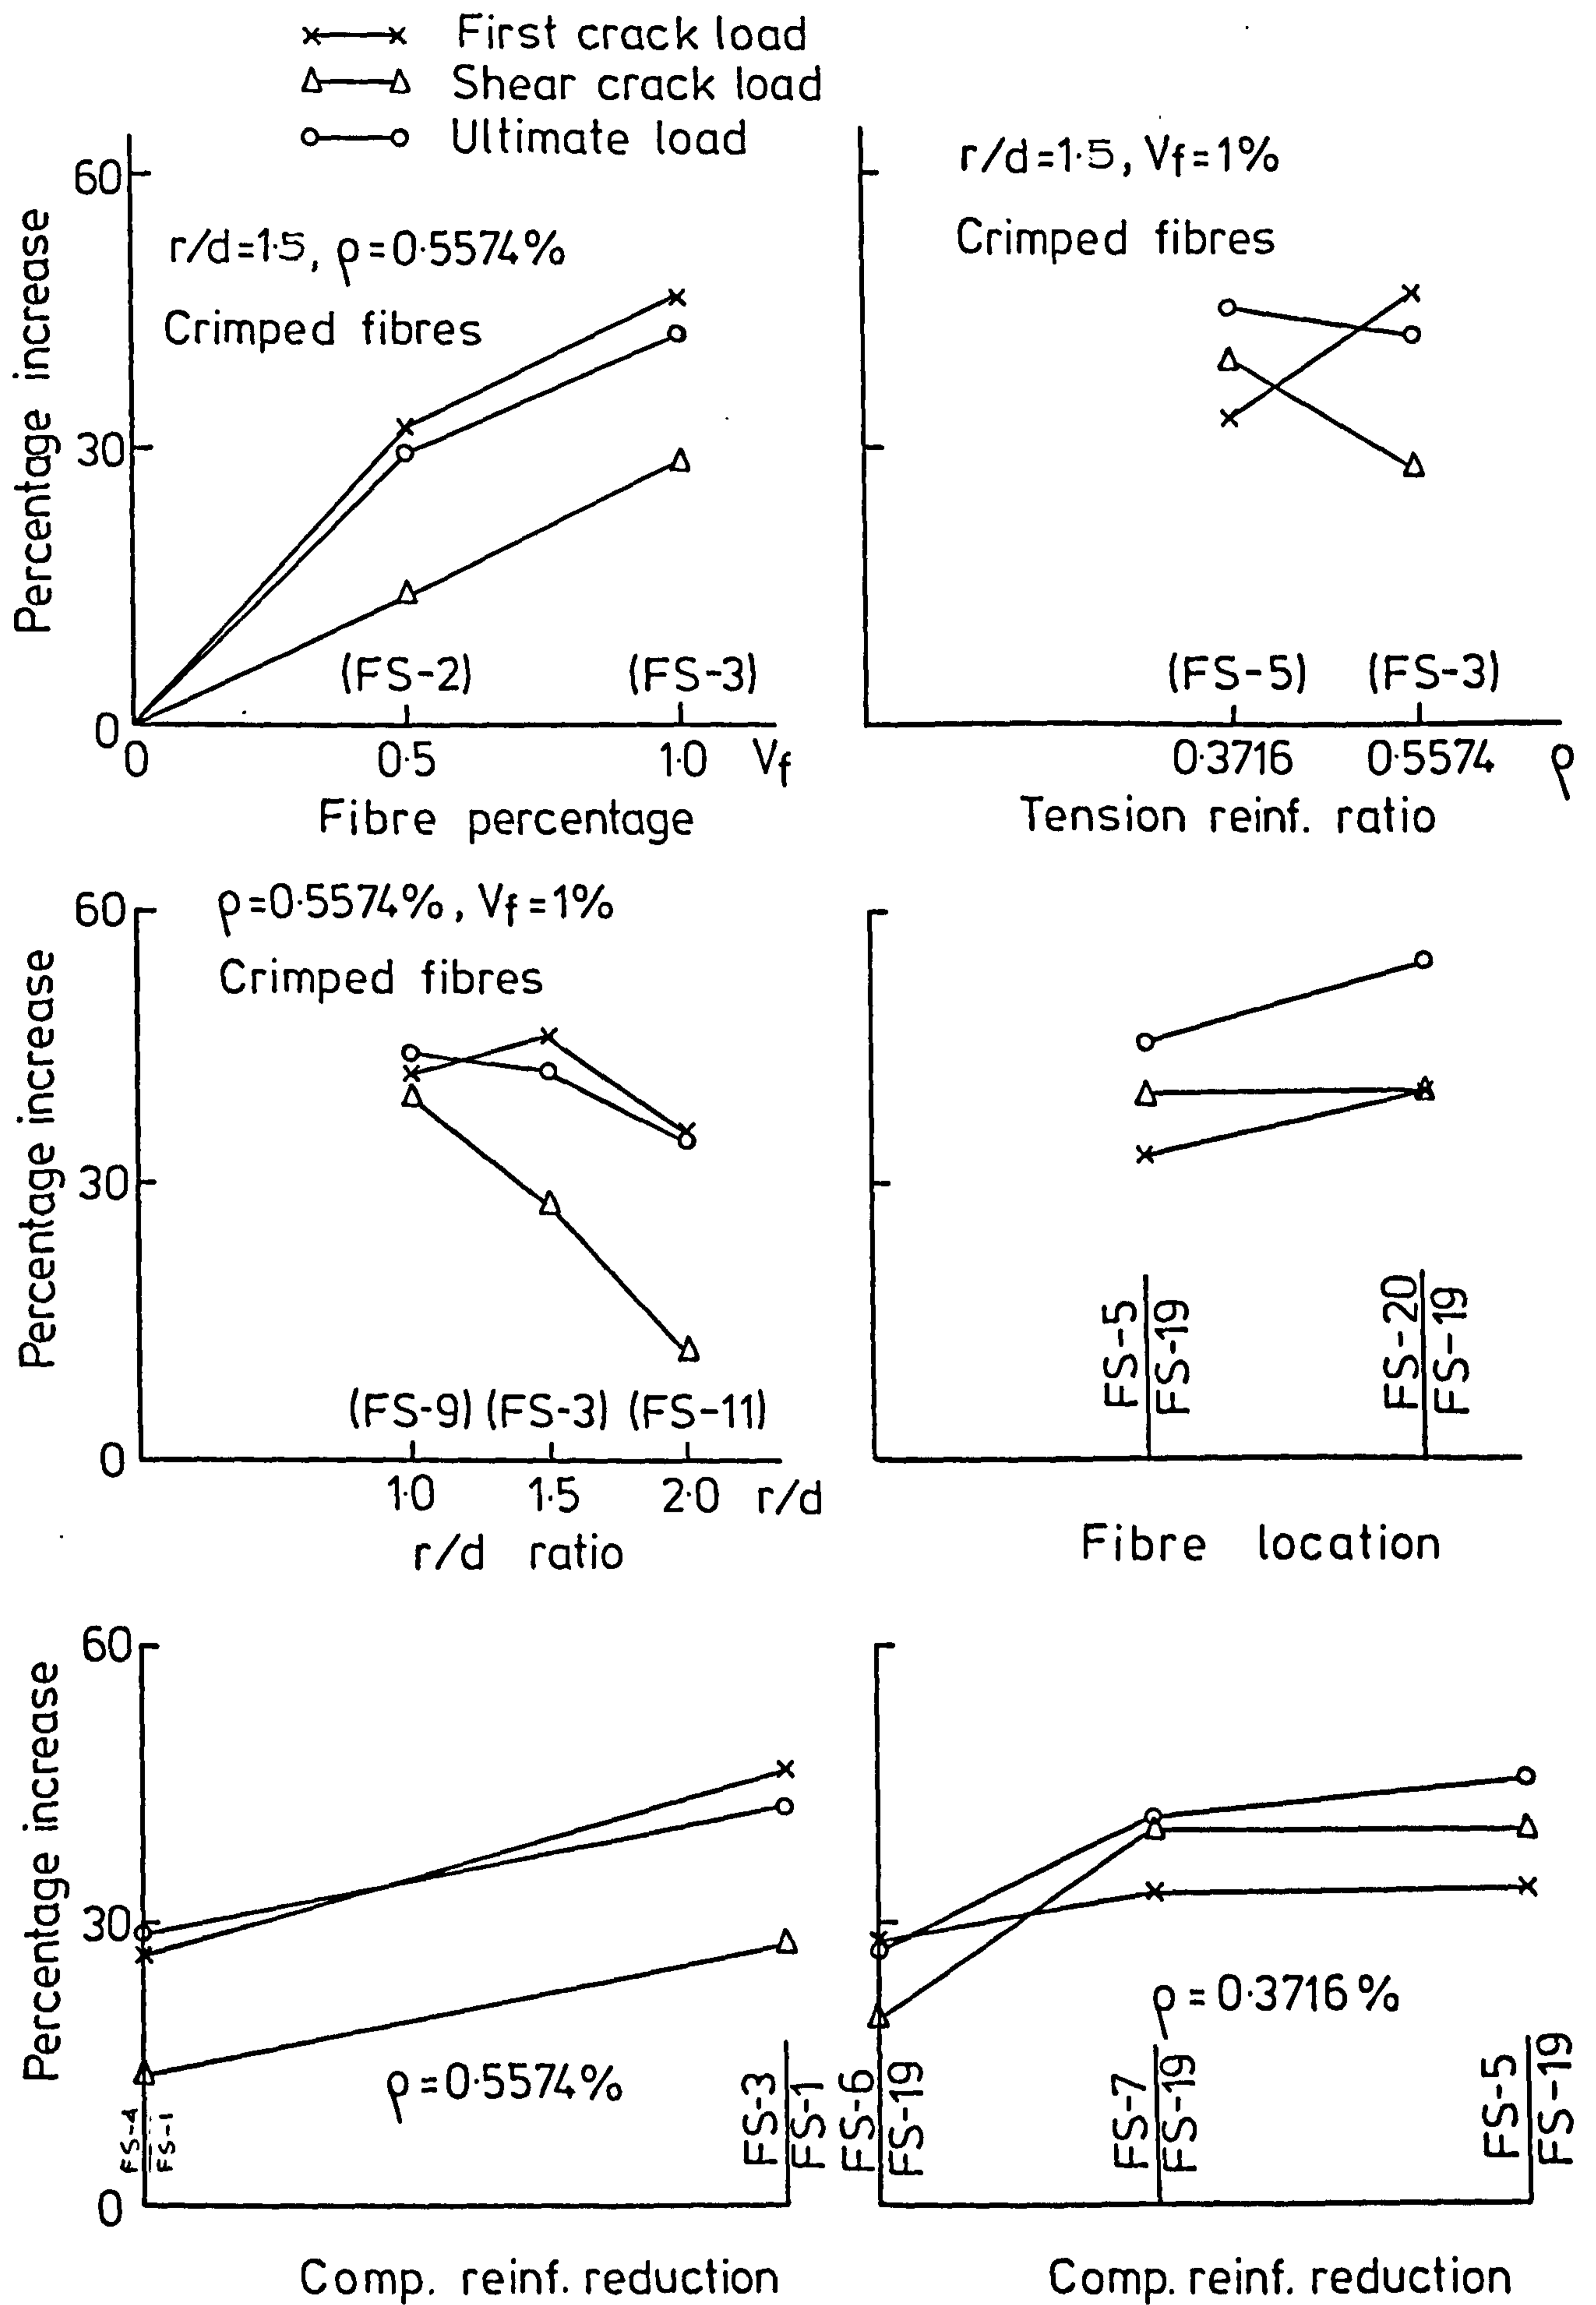 First crack load
Shear crack load
Ultimate load
Percentage increase
60
30
0
r/d=1·5, ρ=0·5574%
Crimped fibres
(FS-2)
(FS-3)
0
0·5
1·0
Vf
Fibre percentage
r/d=1·5, Vf=1%
Crimped fibres
(FS-5)
(FS-3)
0·3716
0·5574
ρ
Tension reinf. ratio
Percentage increase
60
30
0
ρ=0·5574%, Vf=1%
Crimped fibres
(FS-9)
(FS-3)
(FS-11)
1·0
1·5
2·0
r/d
r/d ratio
FS-5
FS-19
FS-20
FS-19
Fibre location
Percentage increase
60
30
0
ρ=0·5574%
FS-4
FS-1
FS-3
FS-1
Comp. reinf. reduction
ρ=0·3716%
FS-6
FS-19
FS-7
FS-19
FS-5
FS-19
Comp. reinf. reduction